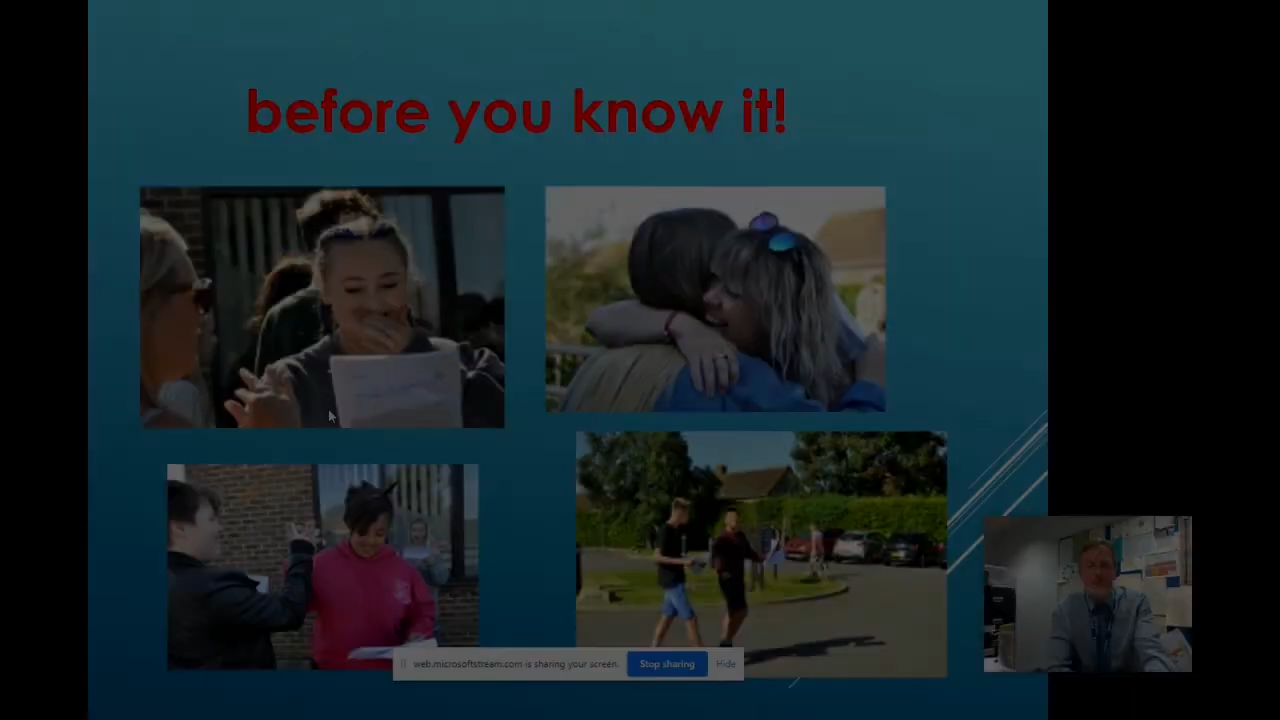 before you know it!
web.microsoftstream.com is sharing your screen.
Stop sharing
Hide